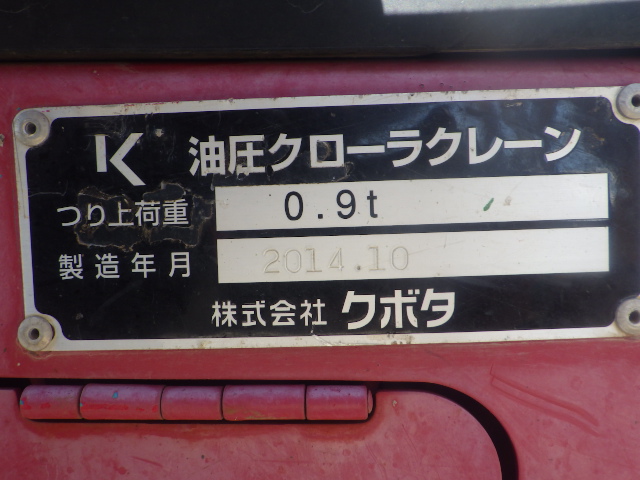 K 油圧クローラクレーン
つり上荷重 0.9t
製造年月 2014.10
株式会社 クボタ